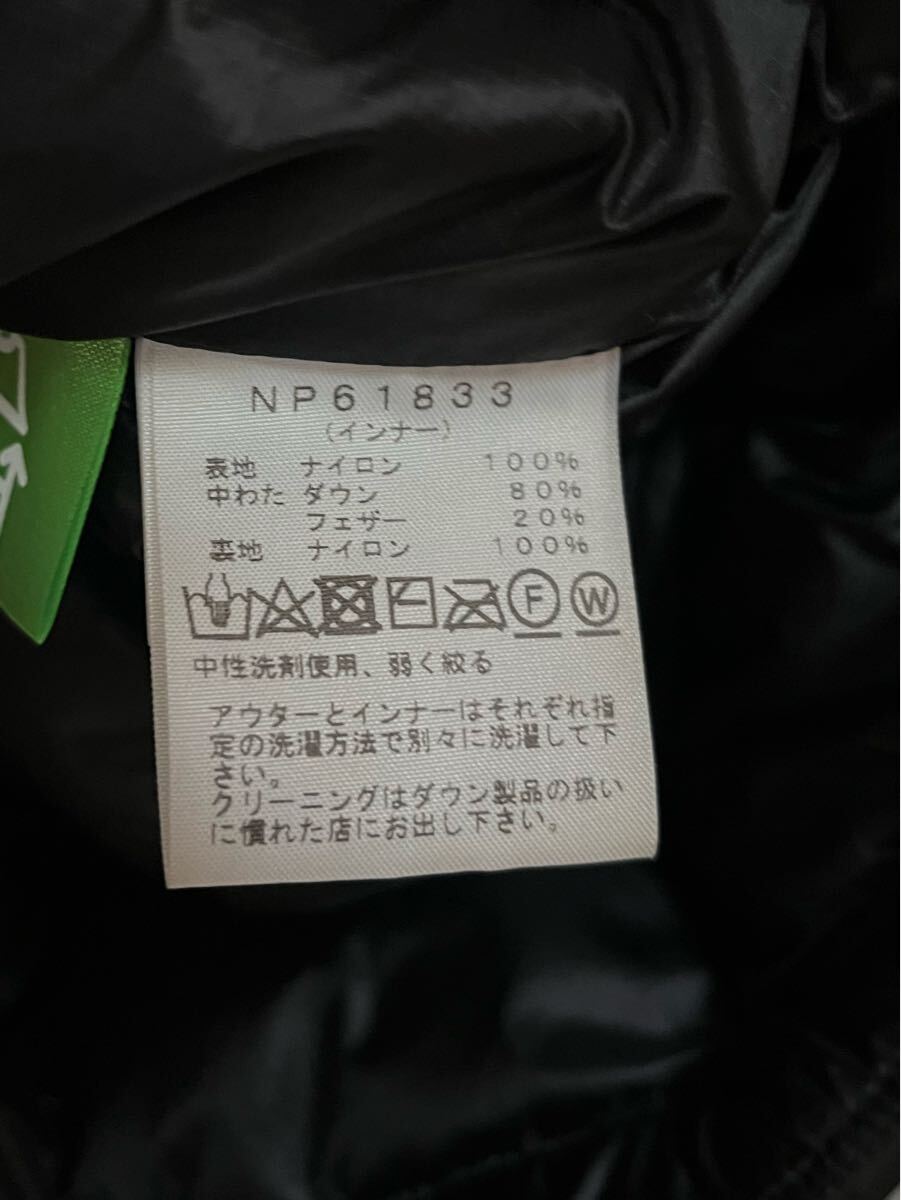 NP61833
(インナー)
表地 ナイロン 100%
中わた ダウン 80%
フェザー 20%
裏地 ナイロン 100%
F W
中性洗剤使用、弱く絞る
アウターとインナーはそれぞれ指
定の洗濯方法で別々に洗濯して下
さい。
クリーニングはダウン製品の扱い
に慣れた店にお出し下さい。